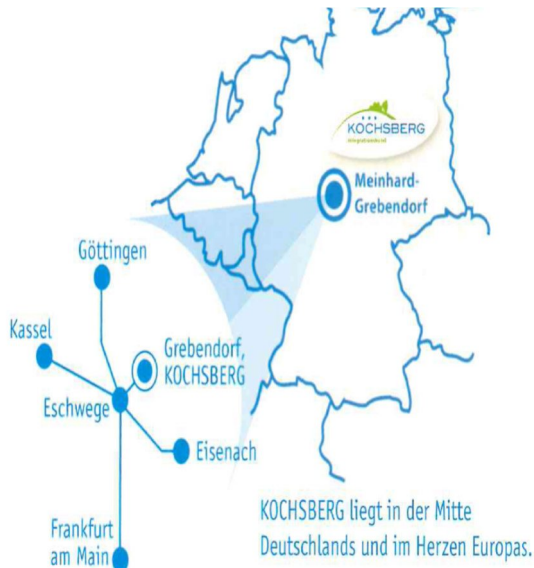 KOCHSBERG
Meinhard-
Grebendorf
Göttingen
Kassel
Grebendorf,
KOCHSBERG
Eschwege
Eisenach
Frankfurt
am Main
KOCHSBERG liegt in der Mitte
Deutschlands und im Herzen Europas.